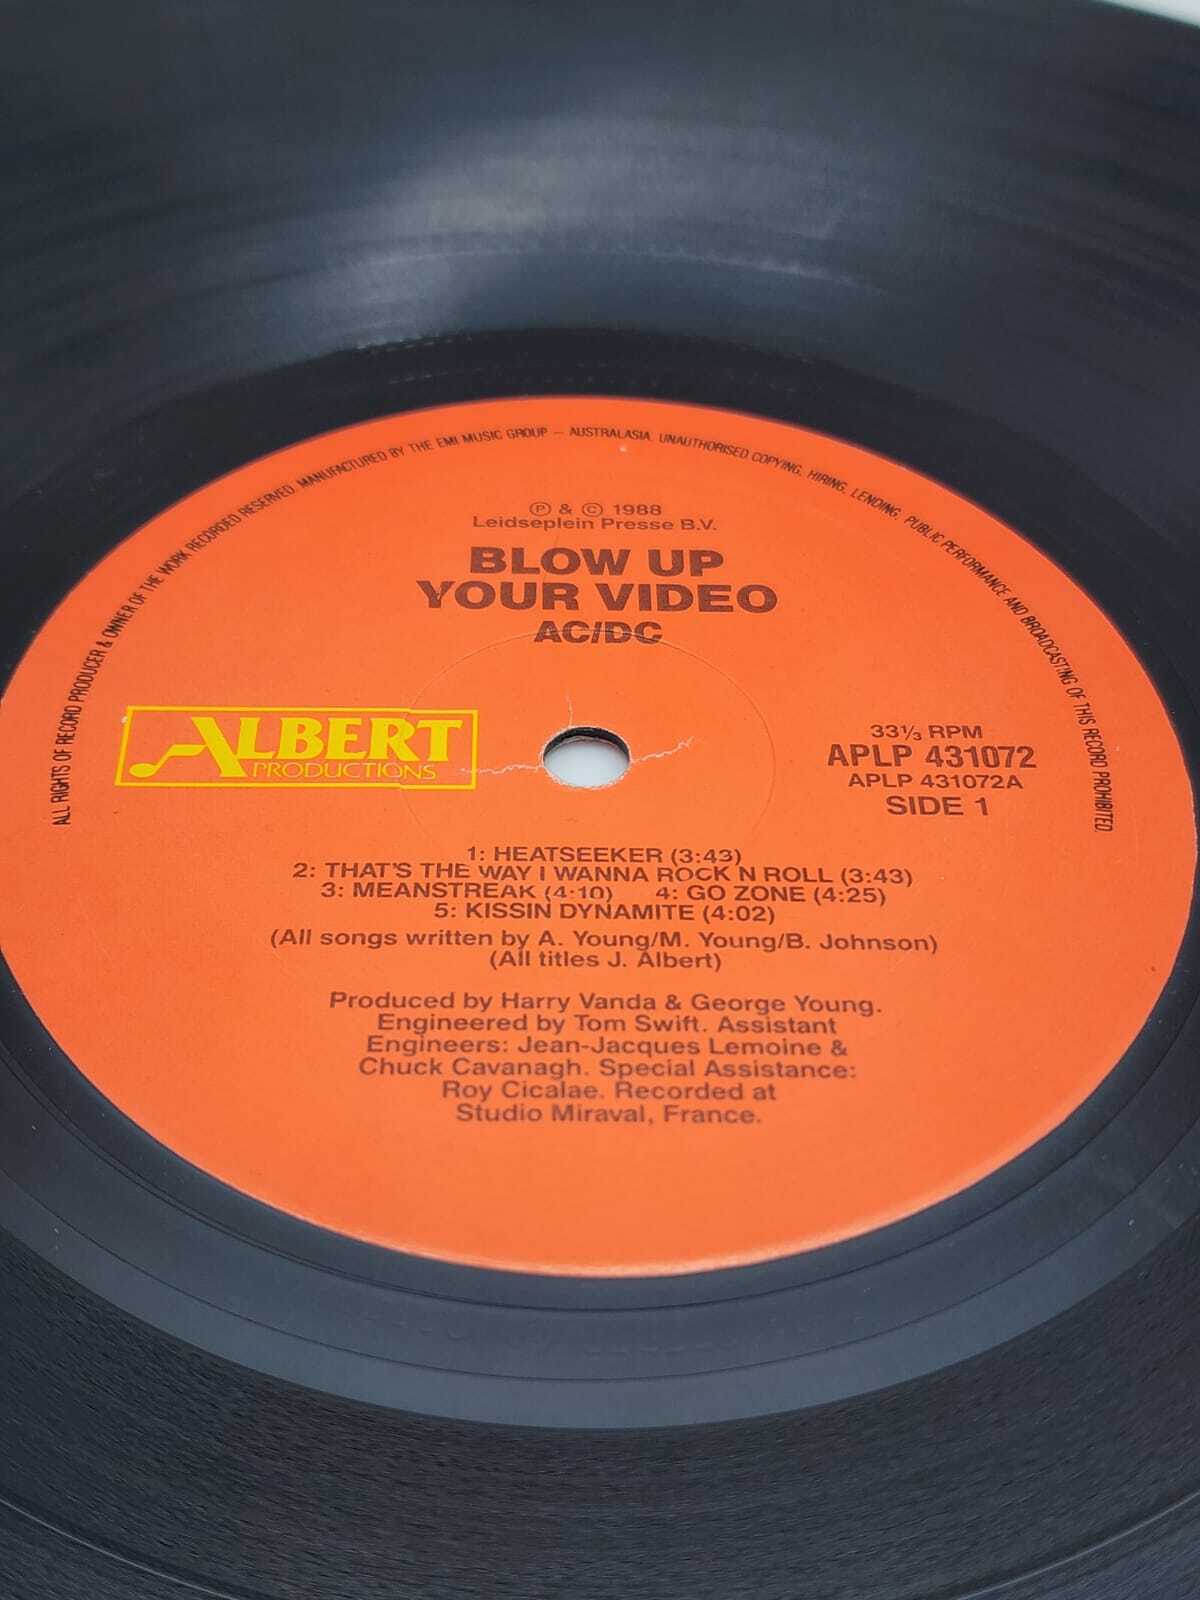 ALL RIGHTS OF RECORD PRODUCER & OWNER OF THE WORK RECORDED RESERVED. MANUFACTURED BY THE EMI MUSIC GROUP – AUSTRALASIA. UNAUTHORISED COPYING, HIRING, LENDING, PUBLIC PERFORMANCE AND BROADCASTING OF THIS RECORD PROHIBITED.
Ⓟ & © 1988
Leidseplein Presse B.V.
BLOW UP
YOUR VIDEO
AC/DC
ALBERT
PRODUCTIONS
33⅓ RPM
APLP 431072
APLP 431072A
SIDE 1
1: HEATSEEKER (3:43)
2: THAT'S THE WAY I WANNA ROCK N ROLL (3:43)
3: MEANSTREAK (4:10) 4: GO ZONE (4:25)
5: KISSIN DYNAMITE (4:02)
(All songs written by A. Young/M. Young/B. Johnson)
(All titles J. Albert)
Produced by Harry Vanda & George Young.
Engineered by Tom Swift. Assistant
Engineers: Jean-Jacques Lemoine &
Chuck Cavanagh. Special Assistance:
Roy Cicalae. Recorded at
Studio Miraval, France.